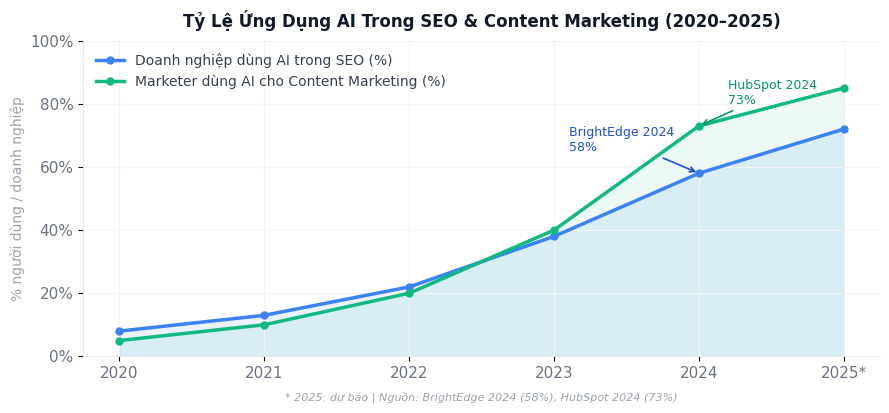 Tỷ Lệ Ứng Dụng AI Trong SEO & Content Marketing (2020–2025)
% người dùng / doanh nghiệp
100%
80%
60%
40%
20%
0%
Doanh nghiệp dùng AI trong SEO (%)
Marketer dùng AI cho Content Marketing (%)
HubSpot 2024
73%
BrightEdge 2024
58%
2020 2021 2022 2023 2024 2025*
* 2025: dự báo | Nguồn: BrightEdge 2024 (58%), HubSpot 2024 (73%)